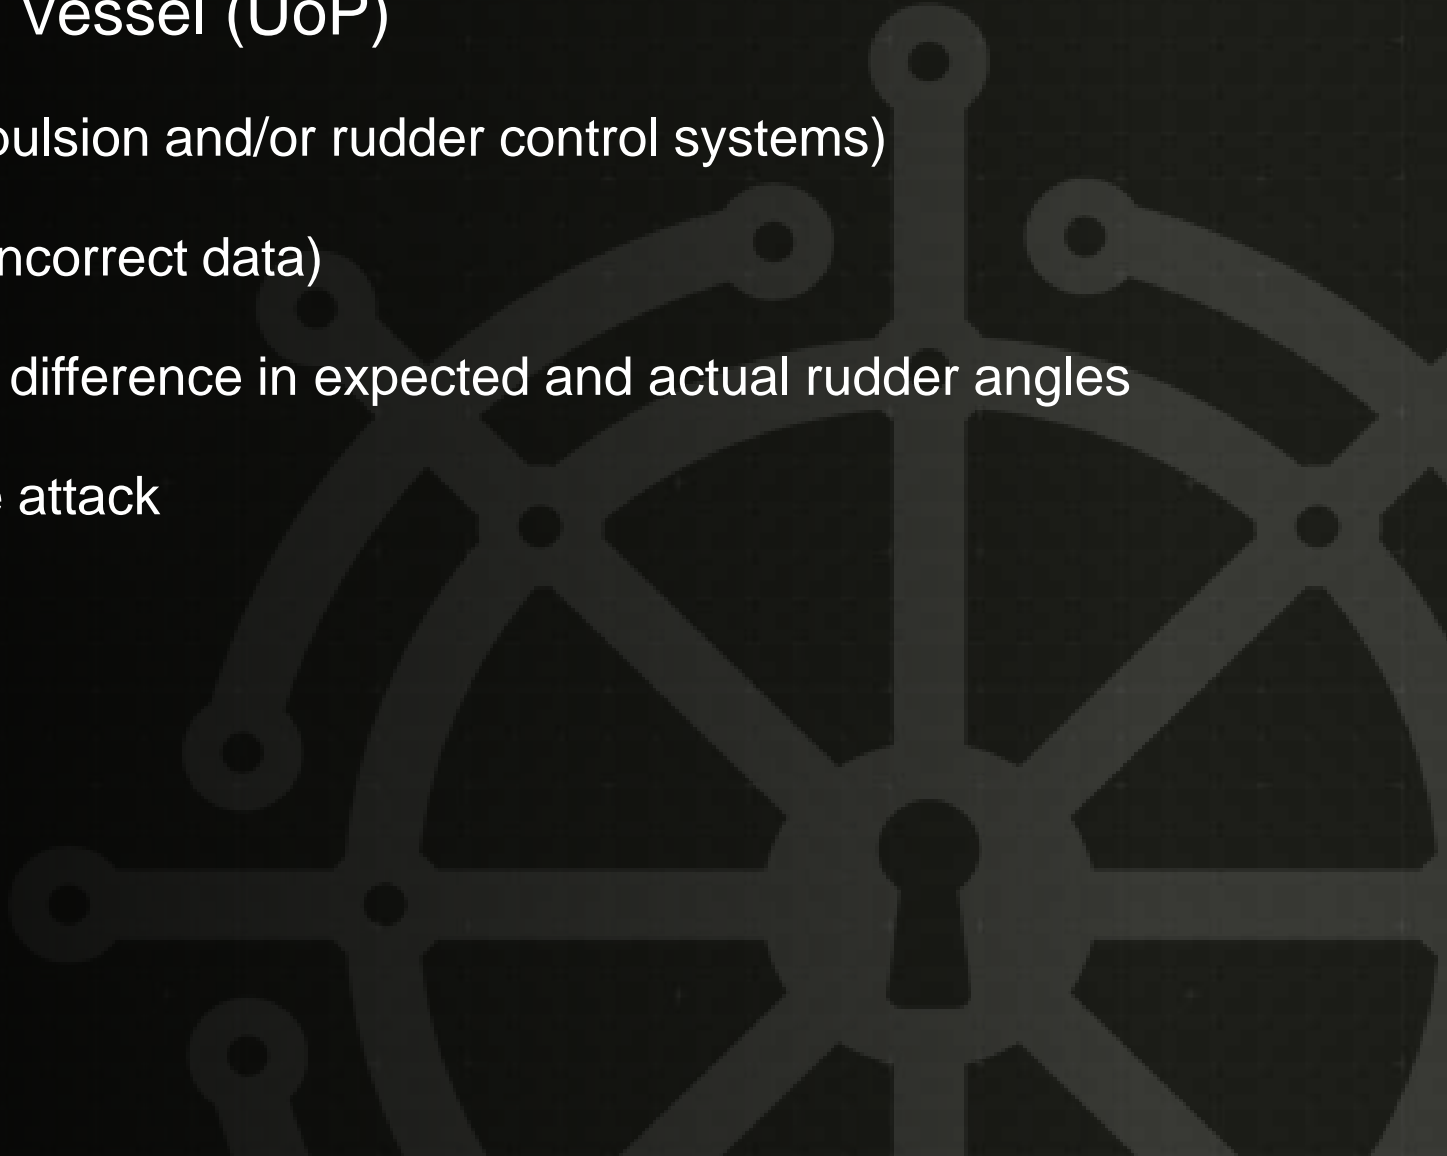 Vessel (UoP)
pulsion and/or rudder control systems)
ncorrect data)
difference in expected and actual rudder angles
e attack